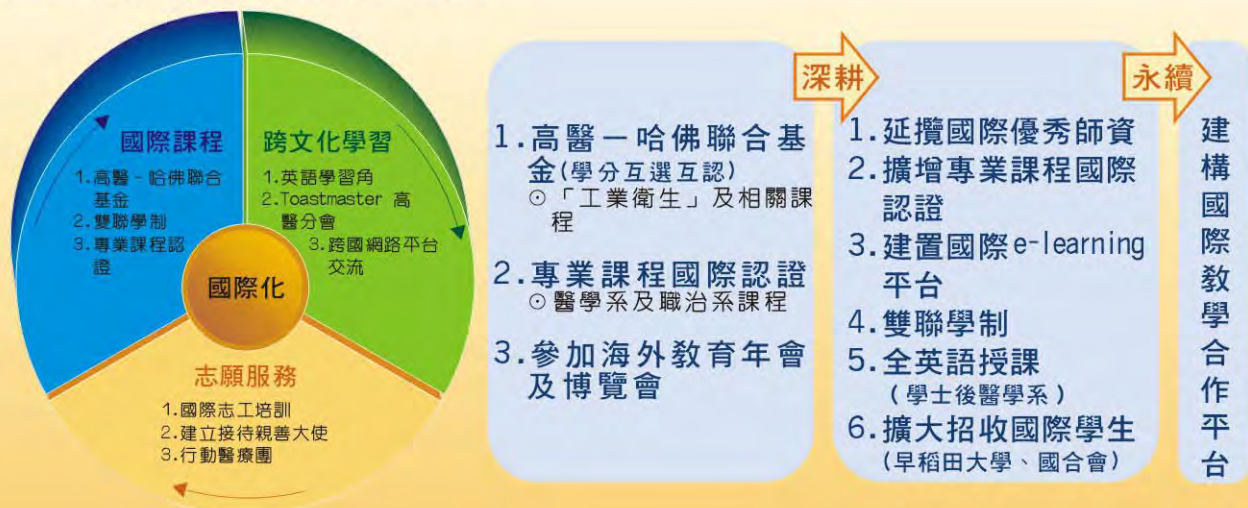 國際課程
1.高醫-哈佛聯合
基金
2.雙聯學制
3.專業課程認
證
跨文化學習
1.英語學習角
2.Toastmaster 高
醫分會
3.跨國網路平台
交流
國際化
志願服務
1.國際志工培訓
2.建立接待親善大使
3.行動醫療團
1.高醫－哈佛聯合基
金(學分互選互認)
⊙「工業衛生」及相關課
程
2.專業課程國際認證
⊙醫學系及職治系課程
3.參加海外教育年會
及博覽會
深耕
1.延攬國際優秀師資
2.擴增專業課程國際
認證
3.建置國際e-learning
平台
4.雙聯學制
5.全英語授課
(學士後醫學系)
6.擴大招收國際學生
(早稻田大學、國合會)
永續
建構國際教學合作平台